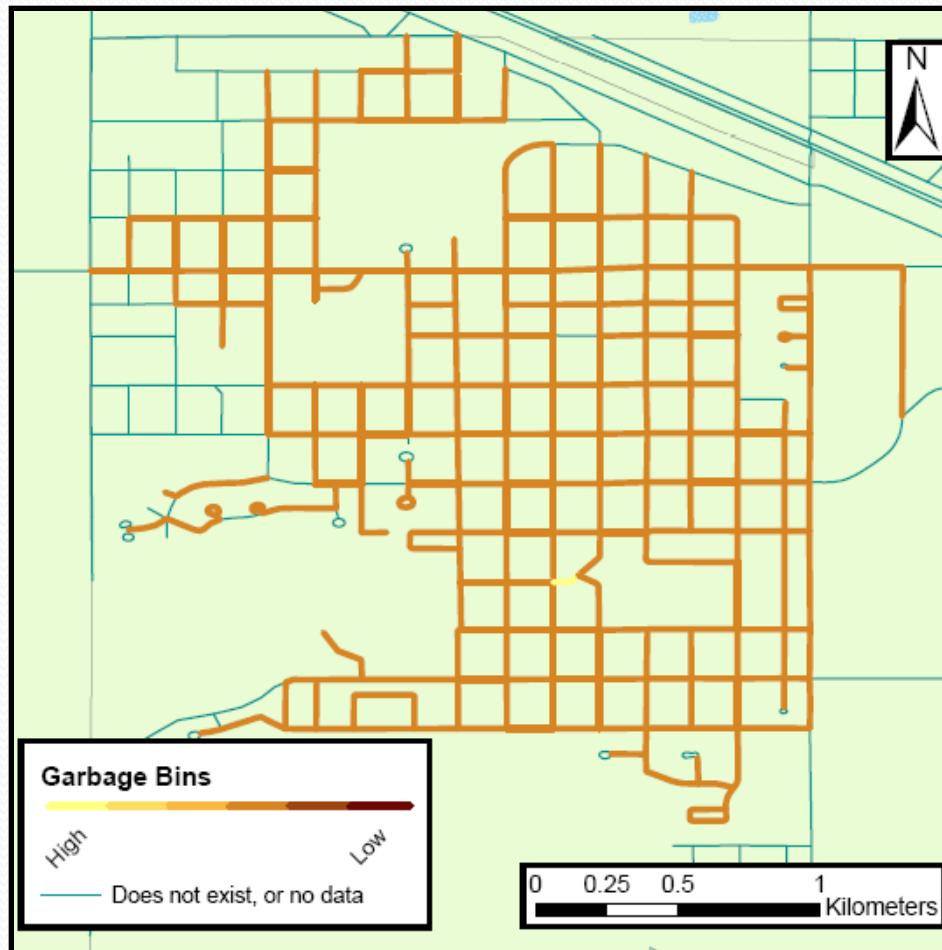 N
Garbage Bins
High
Low
Does not exist, or no data
0 0.25 0.5 1
Kilometers